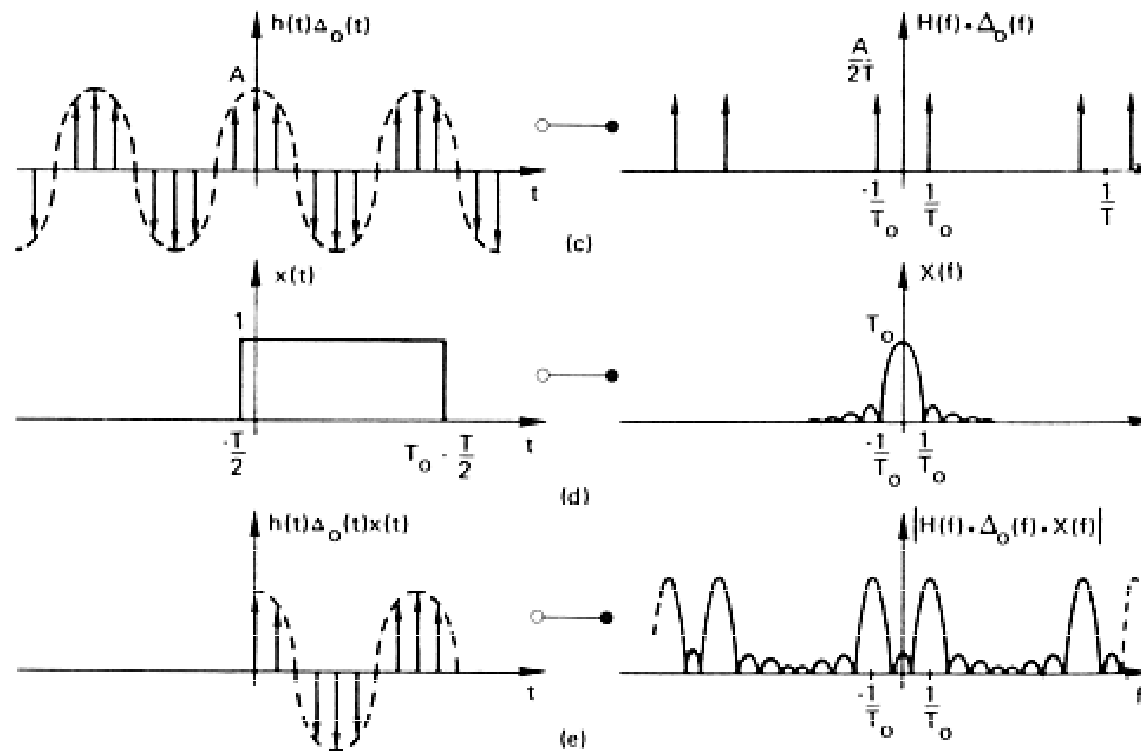 h(t)Δ₀(t)
H(f) * Δ₀(f)
A
A/2T
t
-1/T₀
1/T₀
1/T
(c)
x(t)
X(f)
1
T₀
-T/2
T₀ - T/2
t
-1/T₀
1/T₀
(d)
h(t)Δ₀(t)x(t)
|H(f) * Δ₀(f) * X(f)|
t
-1/T₀
1/T₀
f
(e)